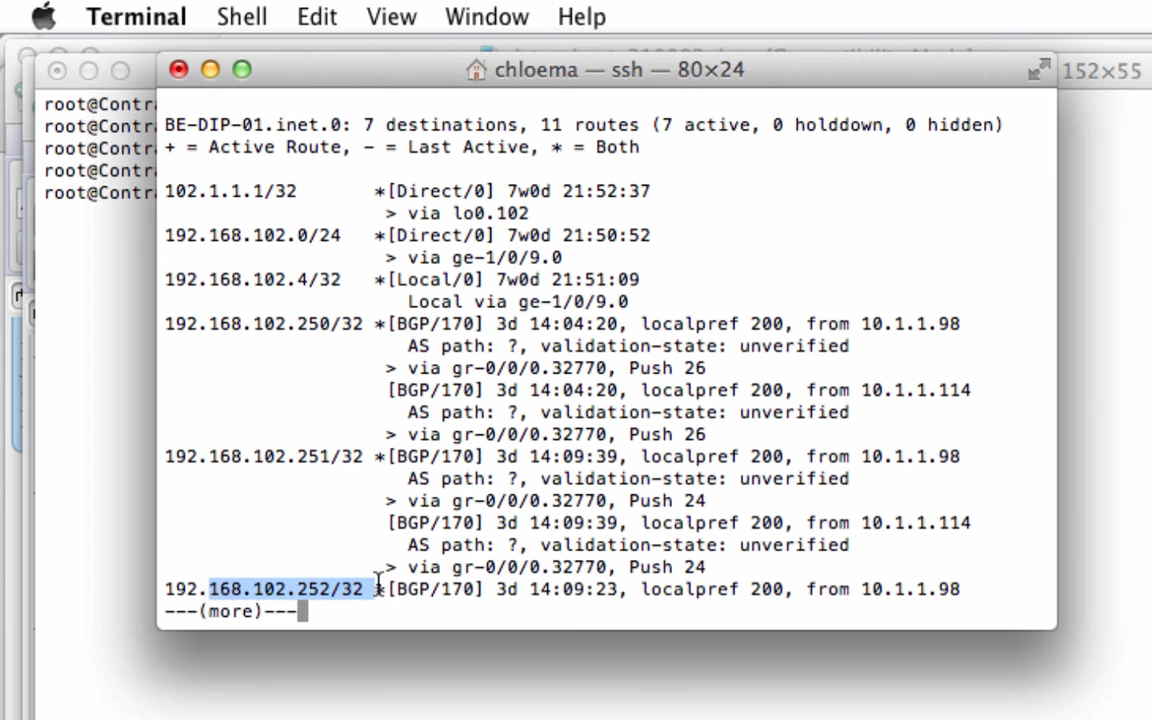 Terminal Shell Edit View Window Help
chloema — ssh — 80×24
152×55
root@Contra
root@Contra
root@Contra
root@Contra
root@Contra
BE-DIP-01.inet.0: 7 destinations, 11 routes (7 active, 0 holddown, 0 hidden)
+ = Active Route, - = Last Active, * = Both
102.1.1.1/32       *[Direct/0] 7w0d 21:52:37
                    > via lo0.102
192.168.102.0/24   *[Direct/0] 7w0d 21:50:52
                    > via ge-1/0/9.0
192.168.102.4/32   *[Local/0] 7w0d 21:51:09
                      Local via ge-1/0/9.0
192.168.102.250/32 *[BGP/170] 3d 14:04:20, localpref 200, from 10.1.1.98
                      AS path: ?, validation-state: unverified
                    > via gr-0/0/0.32770, Push 26
                    [BGP/170] 3d 14:04:20, localpref 200, from 10.1.1.114
                      AS path: ?, validation-state: unverified
                    > via gr-0/0/0.32770, Push 26
192.168.102.251/32 *[BGP/170] 3d 14:09:39, localpref 200, from 10.1.1.98
                      AS path: ?, validation-state: unverified
                    > via gr-0/0/0.32770, Push 24
                    [BGP/170] 3d 14:09:39, localpref 200, from 10.1.1.114
                      AS path: ?, validation-state: unverified
                    > via gr-0/0/0.32770, Push 24
192.168.102.252/32 *[BGP/170] 3d 14:09:23, localpref 200, from 10.1.1.98
---(more)---